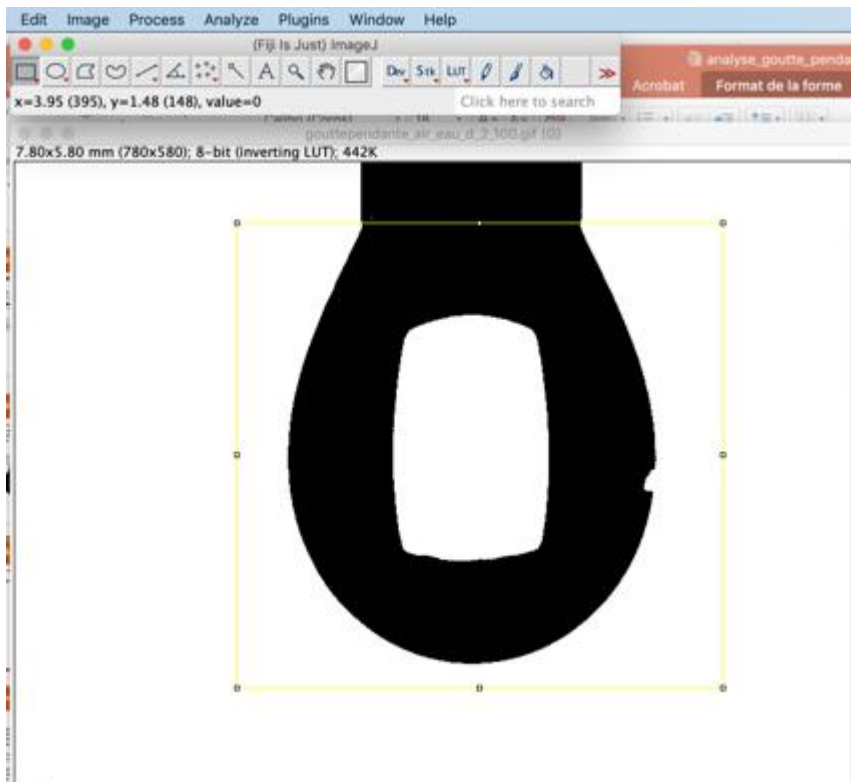 Edit Image Process Analyze Plugins Window Help
(Fiji Is Just) ImageJ
analyse_goutte_penda
A Dev Stk LUT >>
Acrobat Format de la forme
x=3.95 (395), y=1.48 (148), value=0 Click here to search
gouttependante_air_eau_d_2_100.gif (G)
7.80x5.80 mm (780x580); 8-bit (inverting LUT); 442K